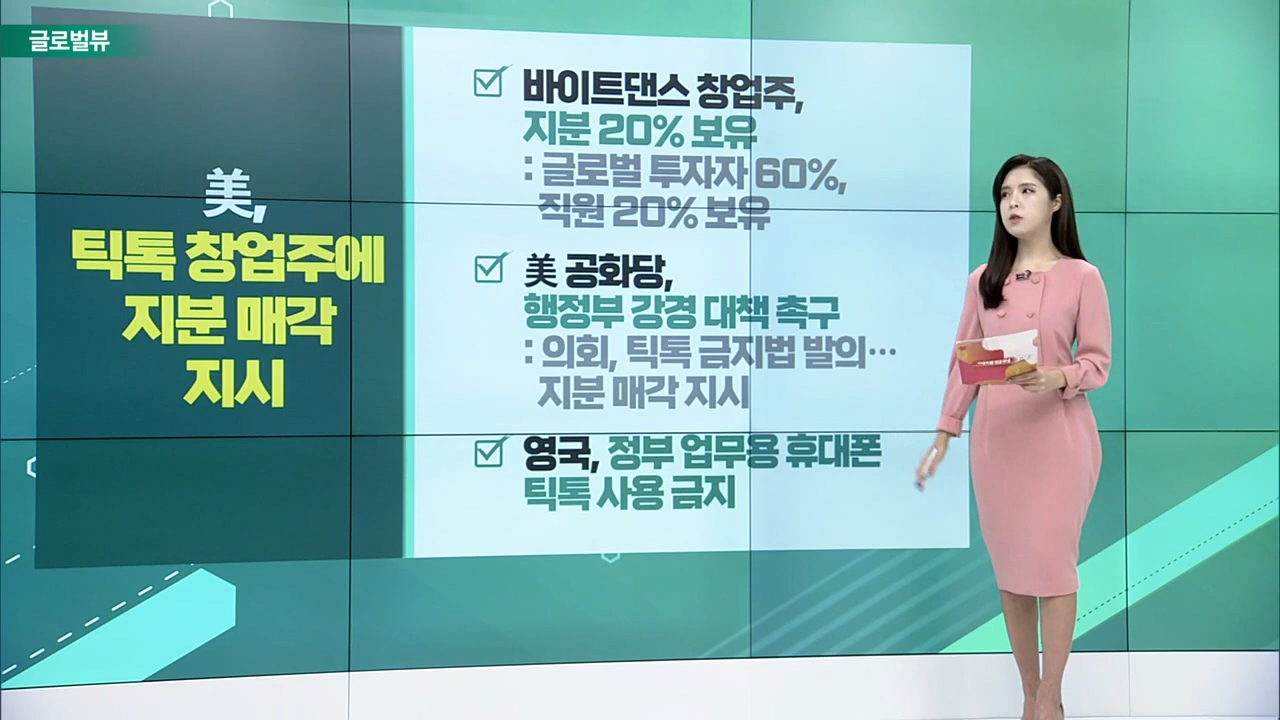 글로벌뷰
美,
틱톡 창업주에
지분 매각
지시
바이트댄스 창업주,
지분 20% 보유
: 글로벌 투자자 60%,
직원 20% 보유
美 공화당,
행정부 강경 대책 촉구
: 의회, 틱톡 금지법 발의…
지분 매각 지시
영국, 정부 업무용 휴대폰
틱톡 사용 금지